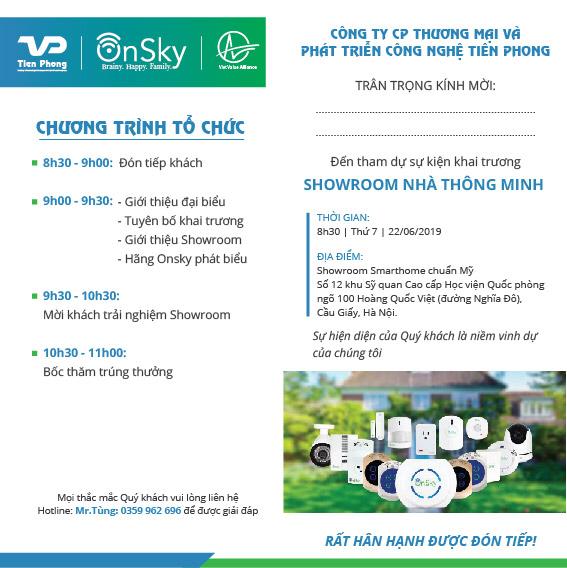 Tien Phong
OnSky
Brainy. Happy. Family.
Viet Value Alliance
CHƯƠNG TRÌNH TỔ CHỨC
8h30 - 9h00: Đón tiếp khách
9h00 - 9h30: - Giới thiệu đại biểu
- Tuyên bố khai trương
- Giới thiệu Showroom
- Hãng Onsky phát biểu
9h30 - 10h30:
Mời khách trải nghiệm Showroom
10h30 - 11h00:
Bốc thăm trúng thưởng
Mọi thắc mắc Quý khách vui lòng liên hệ
Hotline: Mr.Tùng: 0359 962 696 để được giải đáp
CÔNG TY CP THƯƠNG MẠI VÀ
PHÁT TRIỂN CÔNG NGHỆ TIÊN PHONG
TRÂN TRỌNG KÍNH MỜI:
Đến tham dự sự kiện khai trương
SHOWROOM NHÀ THÔNG MINH
THỜI GIAN:
8h30 | Thứ 7 | 22/06/2019
ĐỊA ĐIỂM:
Showroom Smarthome chuẩn Mỹ
Số 12 khu Sỹ quan Cao cấp Học viện Quốc phòng
ngõ 100 Hoàng Quốc Việt (đường Nghĩa Đô),
Cầu Giấy, Hà Nội.
Sự hiện diện của Quý khách là niềm vinh dự
của chúng tôi
OnSky
RẤT HÂN HẠNH ĐƯỢC ĐÓN TIẾP!